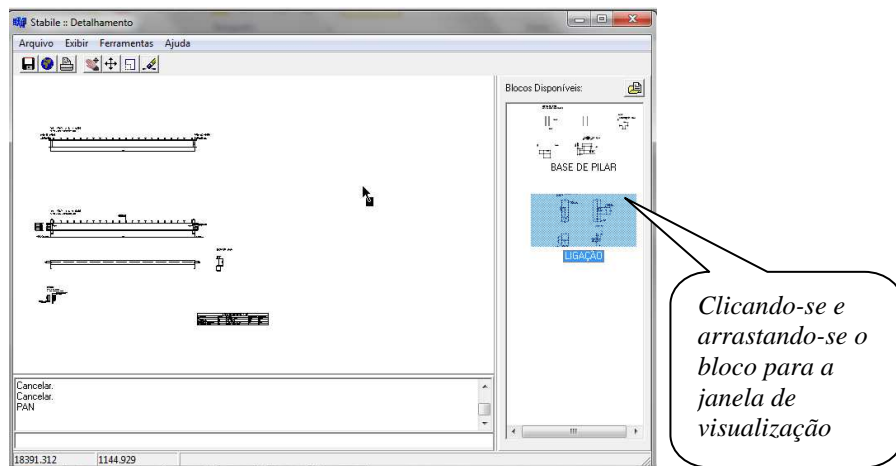 Stabile :: Detalhamento
Arquivo Exibir Ferramentas Ajuda
Blocos Disponíveis:
BASE DE PILAR
LIGAÇÃO
Clicando-se e
arrastando-se o
bloco para a
janela de
visualização
Cancelar.
Cancelar.
PAN
18391.312 1144.929